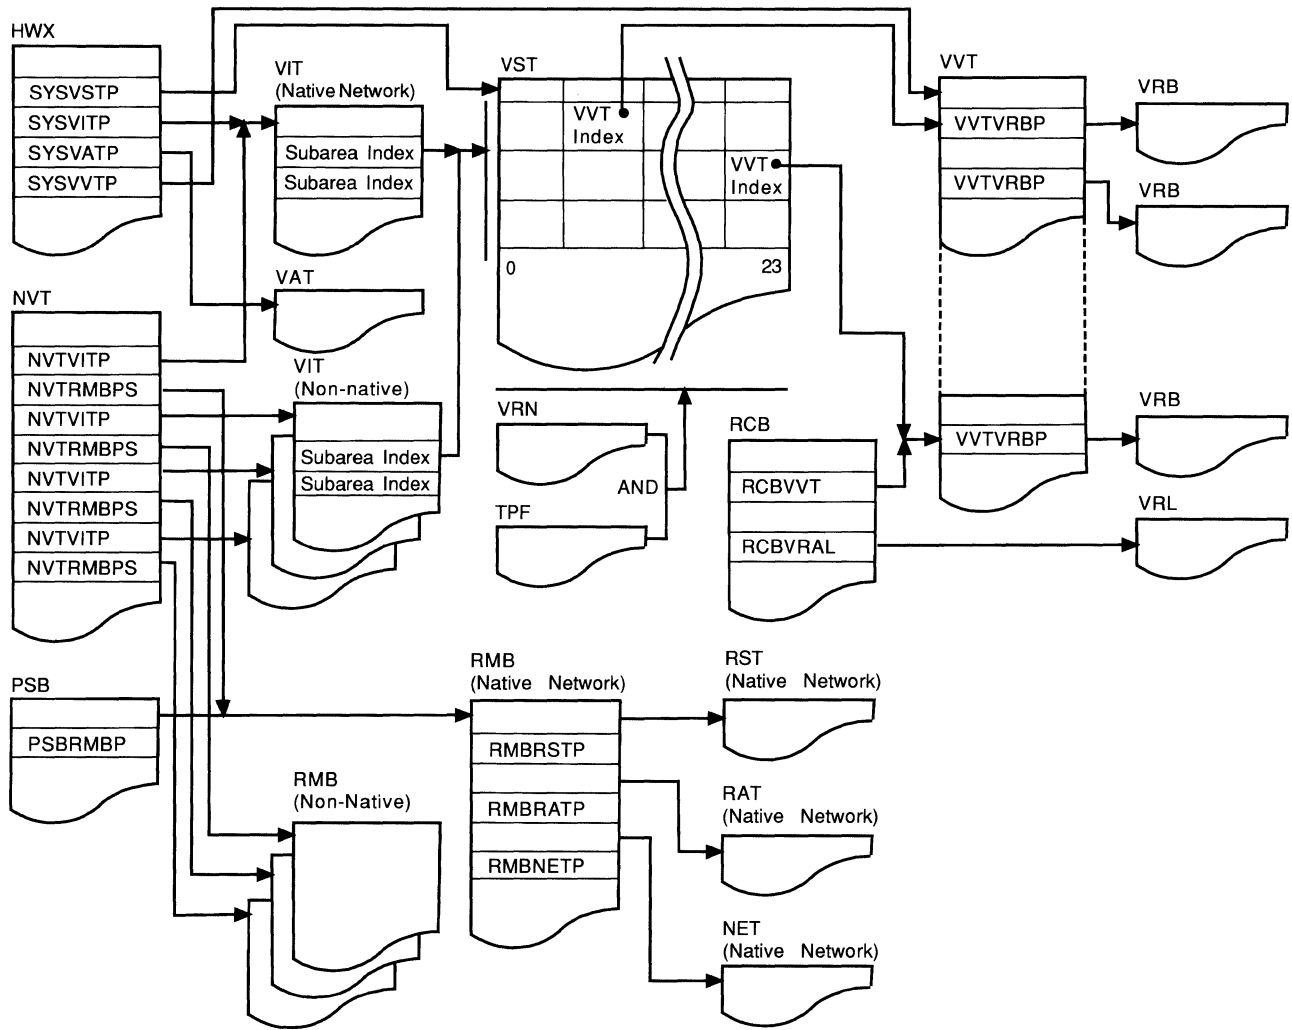 HWX
SYSVSTP
SYSVITP
SYSVATP
SYSVVTP
VIT
(Native Network)
Subarea Index
Subarea Index
VAT
VST
VVT
Index
VVT
Index
0
23
VVT
VVTVRBP
VVTVRBP
VVTVRBP
VRB
VRB
VRB
VRL
NVT
NVTVITP
NVTRMBPS
NVTVITP
NVTRMBPS
NVTVITP
NVTRMBPS
NVTVITP
NVTRMBPS
VIT
(Non-native)
Subarea Index
Subarea Index
VRN
AND
TPF
RCB
RCBVVT
RCBVRAL
PSB
PSBRMBP
RMB
(Non-Native)
RMB
(Native Network)
RMBRSTP
RMBRATP
RMBNETP
RST
(Native Network)
RAT
(Native Network)
NET
(Native Network)